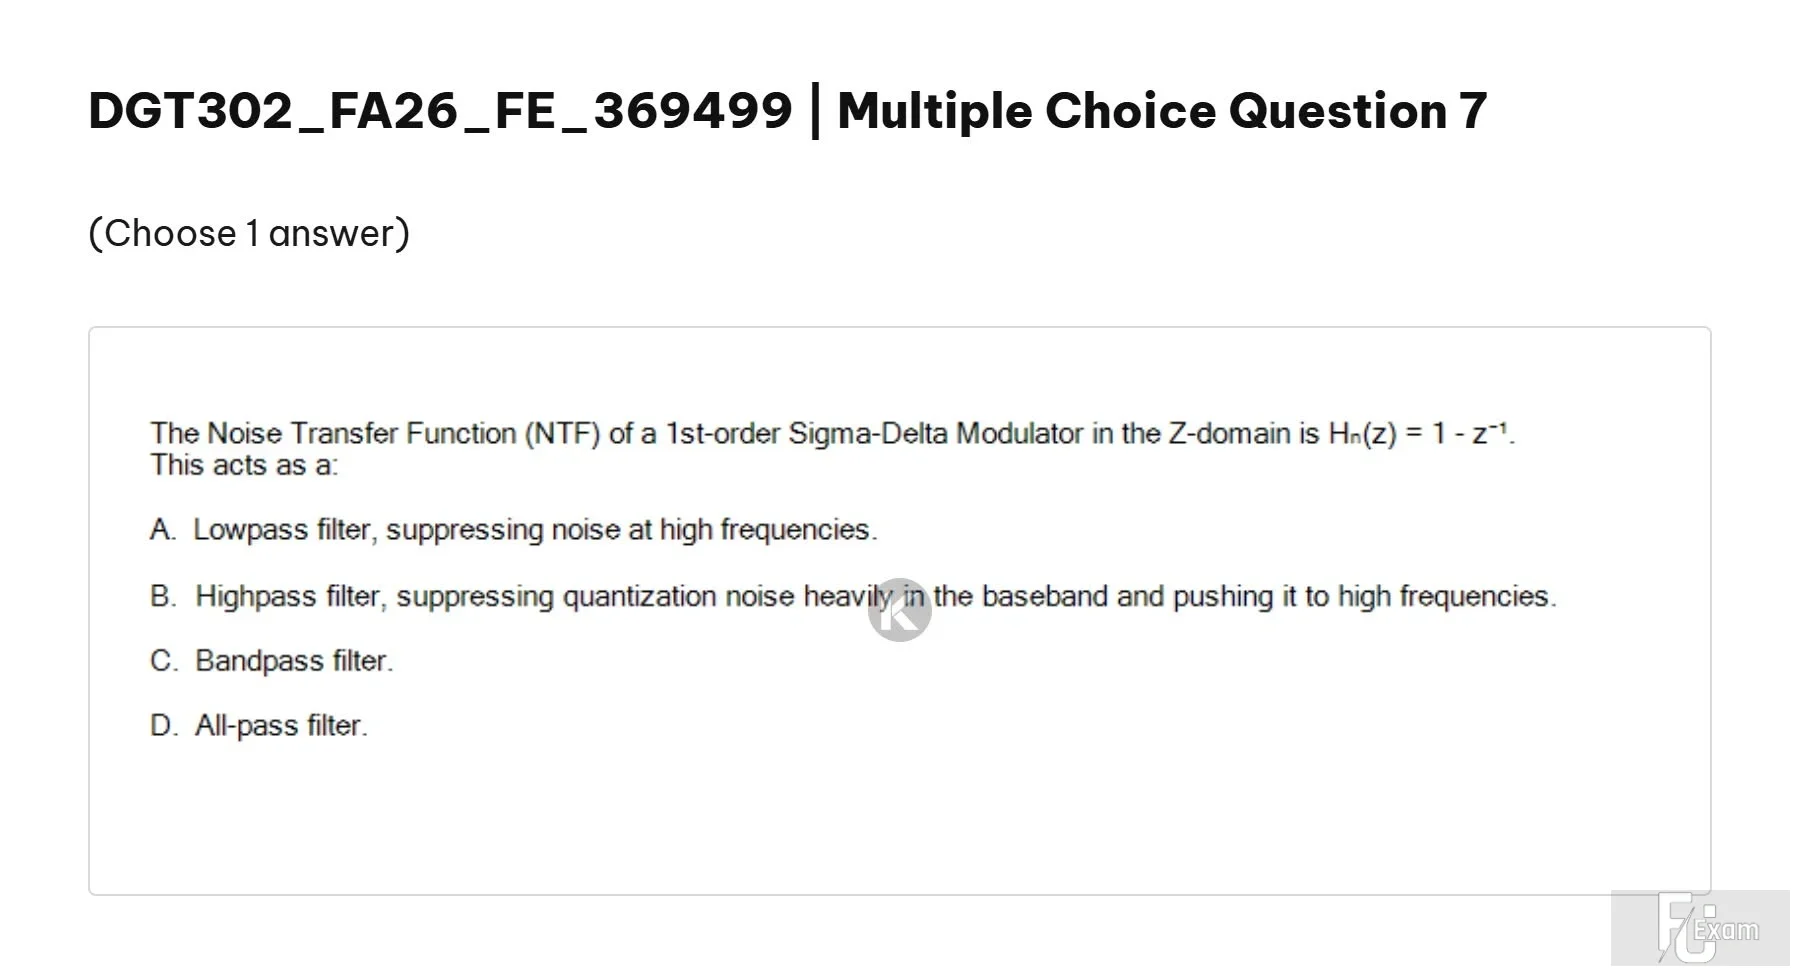 DGT302_FA26_FE_369499 | Multiple Choice Question 7
(Choose 1 answer)
The Noise Transfer Function (NTF) of a 1st-order Sigma-Delta Modulator in the Z-domain is Hₙ(z) = 1 - z⁻¹.
This acts as a:
A. Lowpass filter, suppressing noise at high frequencies.
B. Highpass filter, suppressing quantization noise heavily in the baseband and pushing it to high frequencies.
C. Bandpass filter.
D. All-pass filter.
K
FU Exam